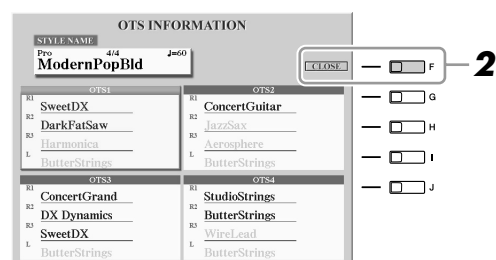 OTS INFORMATION
STYLE NAME
Pro 4/4 ♩=60
ModernPopBld
CLOSE
F
2
G
H
I
J
OTS1
R1 SweetDX
R2 DarkFatSaw
R3 Harmonica
L ButterStrings
OTS2
R1 ConcertGuitar
R2 JazzSax
R3 Aerosphere
L ButterStrings
OTS3
R1 ConcertGrand
R2 DX Dynamics
R3 SweetDX
L ButterStrings
OTS4
R1 StudioStrings
R2 ButterStrings
R3 WireLead
L ButterStrings